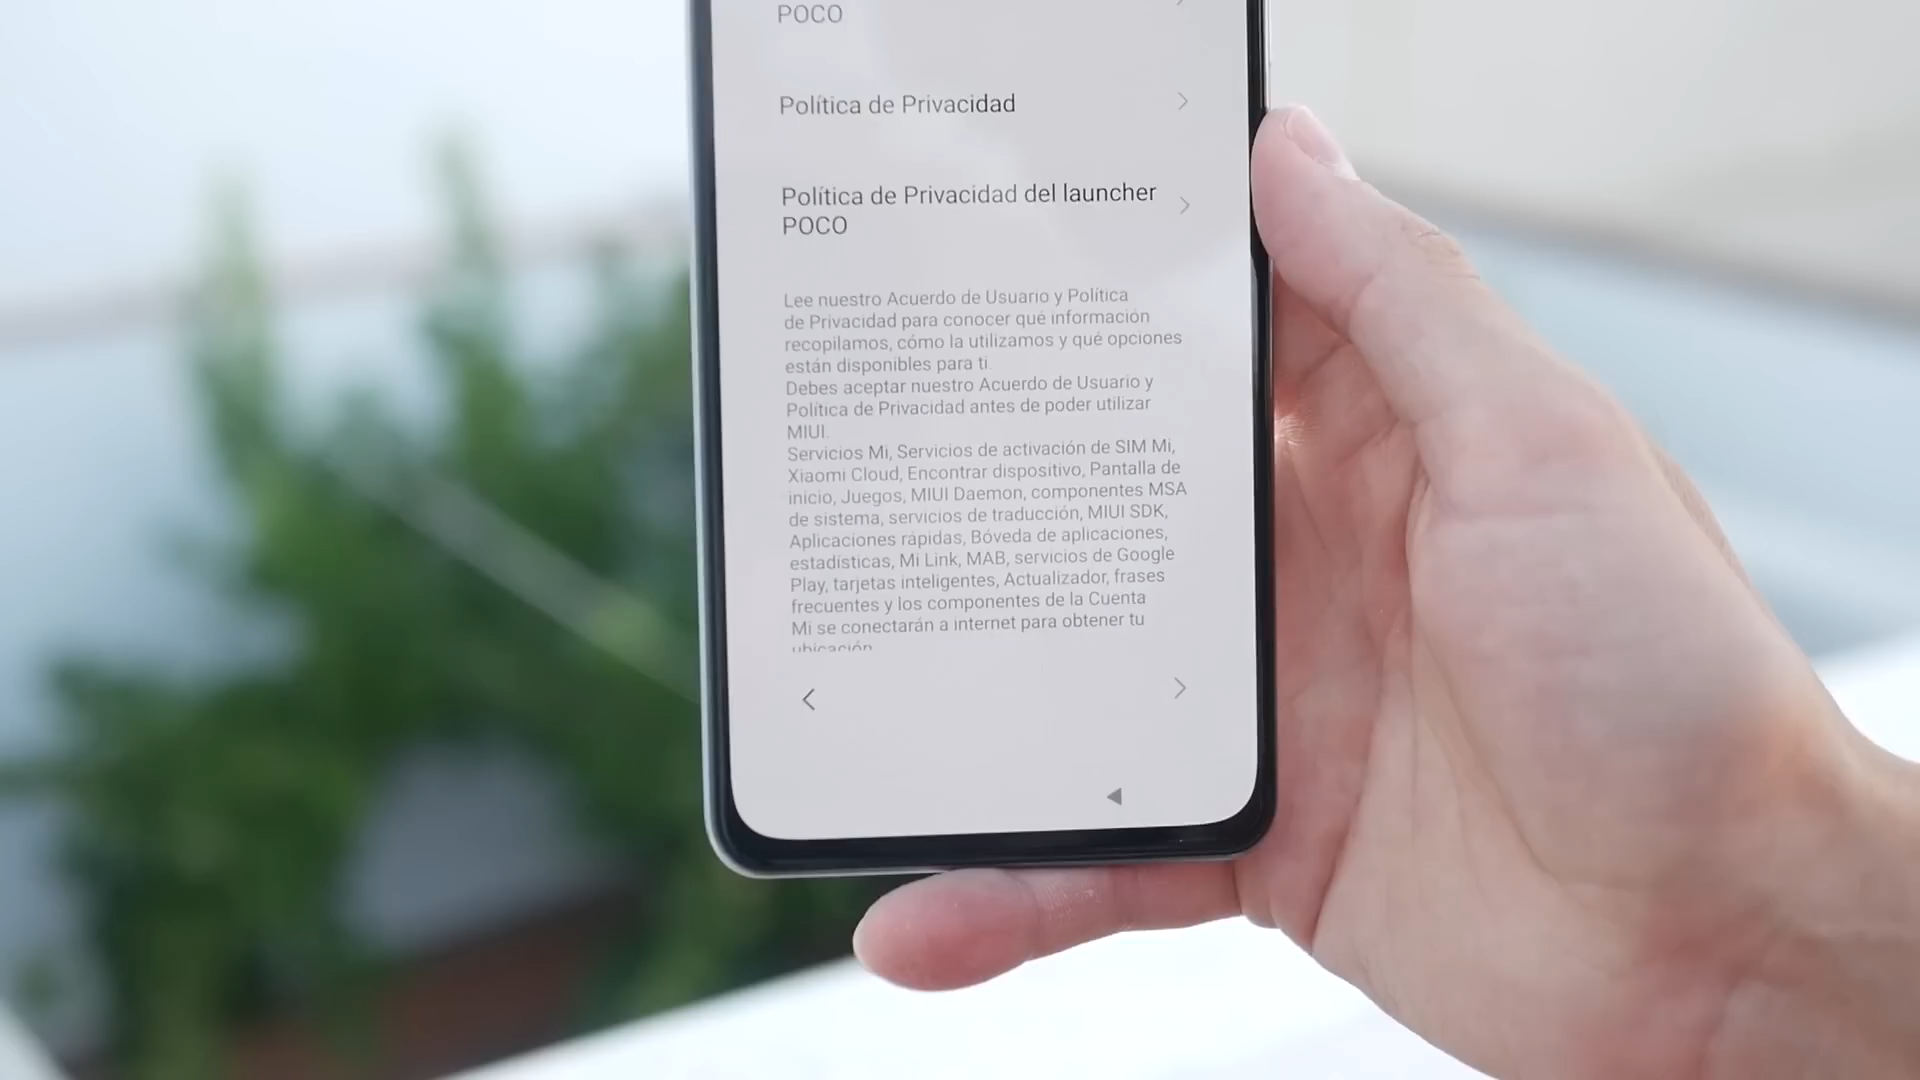 POCO
Política de Privacidad
Política de Privacidad del launcher
POCO
Lee nuestro Acuerdo de Usuario y Política
de Privacidad para conocer qué información
recopilamos, cómo la utilizamos y qué opciones
están disponibles para ti.
Debes aceptar nuestro Acuerdo de Usuario y
Política de Privacidad antes de poder utilizar
MIUI.
Servicios Mi, Servicios de activación de SIM Mi,
Xiaomi Cloud, Encontrar dispositivo, Pantalla de
inicio, Juegos, MIUI Daemon, componentes MSA
de sistema, servicios de traducción, MIUI SDK,
Aplicaciones rápidas, Bóveda de aplicaciones,
estadísticas, Mi Link, MAB, servicios de Google
Play, tarjetas inteligentes, Actualizador, frases
frecuentes y los componentes de la Cuenta
Mi se conectarán a internet para obtener tu
ubicación